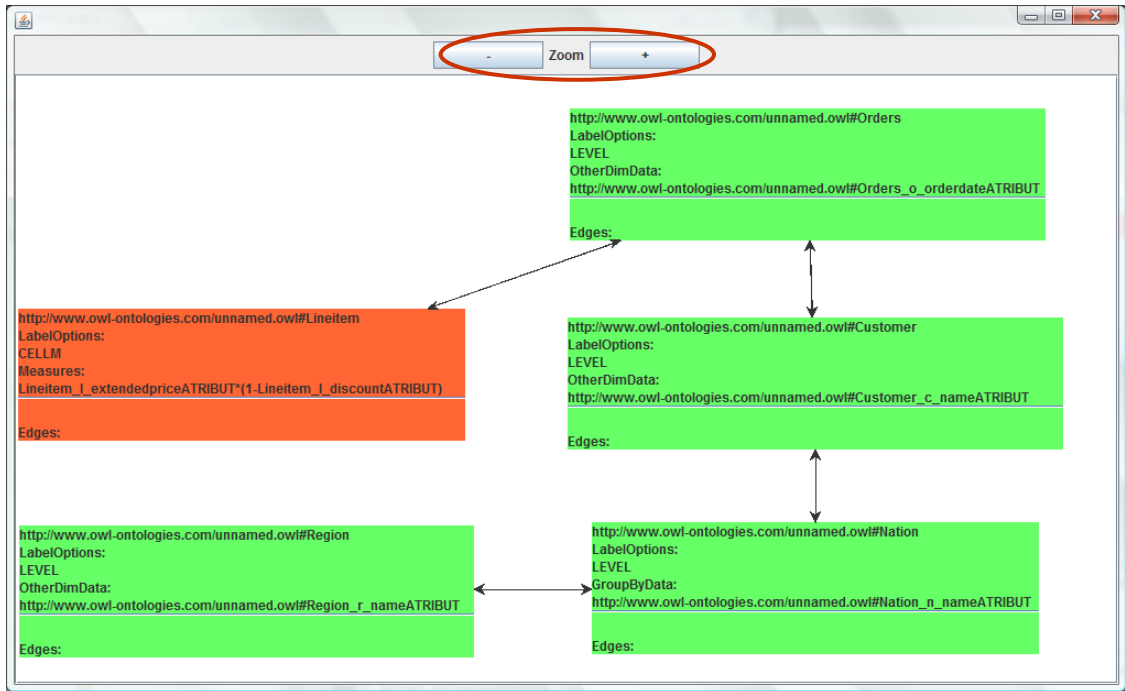 - Zoom +
http://www.owl-ontologies.com/unnamed.owl#Orders
LabelOptions:
LEVEL
OtherDimData:
http://www.owl-ontologies.com/unnamed.owl#Orders_o_orderdateATRIBUT
Edges:
http://www.owl-ontologies.com/unnamed.owl#Lineitem
LabelOptions:
CELLM
Measures:
Lineitem_l_extendedpriceATRIBUT*(1-Lineitem_l_discountATRIBUT)
Edges:
http://www.owl-ontologies.com/unnamed.owl#Customer
LabelOptions:
LEVEL
OtherDimData:
http://www.owl-ontologies.com/unnamed.owl#Customer_c_nameATRIBUT
Edges:
http://www.owl-ontologies.com/unnamed.owl#Region
LabelOptions:
LEVEL
OtherDimData:
http://www.owl-ontologies.com/unnamed.owl#Region_r_nameATRIBUT
Edges:
http://www.owl-ontologies.com/unnamed.owl#Nation
LabelOptions:
LEVEL
GroupByData:
http://www.owl-ontologies.com/unnamed.owl#Nation_n_nameATRIBUT
Edges: